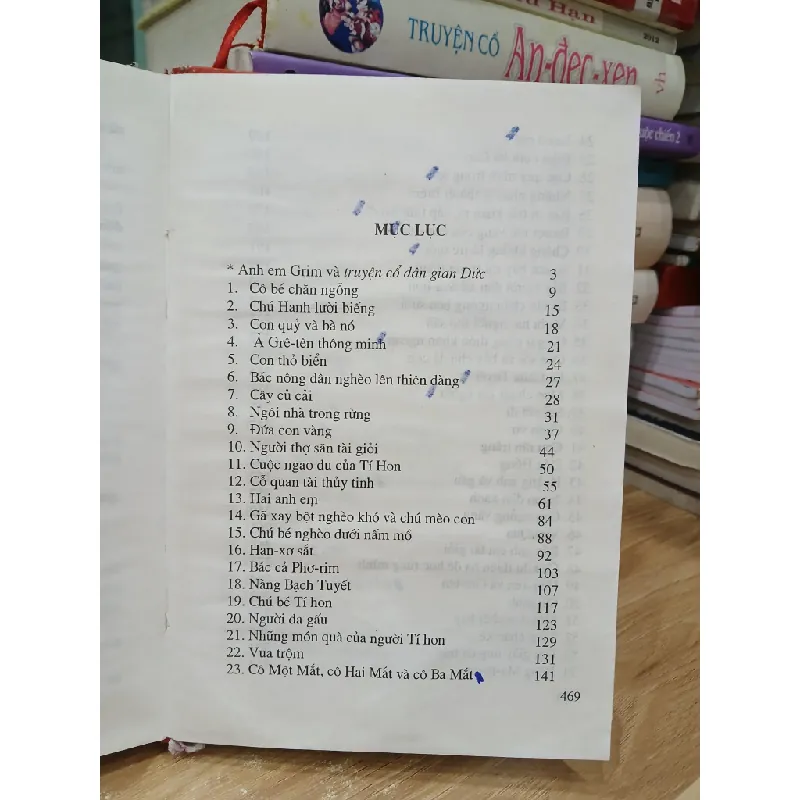 Hán
TRUYỆN CỔ
An-đec-xen
uộc chiến 2
MỤC LỤC
* Anh em Grim và truyện cổ dân gian Đức 3
1. Cô bé chăn ngỗng 9
2. Chú Hanh lười biếng 15
3. Con quỷ và bà nó 18
4. Ả Grê-tên thông minh 21
5. Con thỏ biển 24
6. Bác nông dân nghèo lên thiên đàng 27
7. Cây củ cải 28
8. Ngôi nhà trong rừng 31
9. Đứa con vàng 37
10. Người thợ săn tài giỏi 44
11. Cuộc ngao du của Tí Hon 50
12. Cỗ quan tài thủy tinh 55
13. Hai anh em 61
14. Gã xay bột nghèo khó và chú mèo con 84
15. Chú bé nghèo dưới nấm mồ 88
16. Han-xơ sắt 92
17. Bác cả Phơ-rim 103
18. Nàng Bạch Tuyết 107
19. Chú bé Tí hon 117
20. Người da gấu 123
21. Những món quà của người Tí hon 129
22. Vua trộm 131
23. Cô Một Mắt, cô Hai Mắt và cô Ba Mắt 141
469